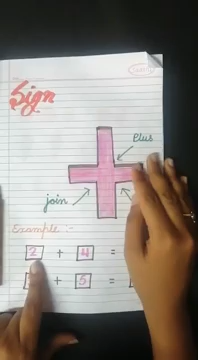 Sign
Plus
join
Example :-
2 + 4 =
+ 5 =